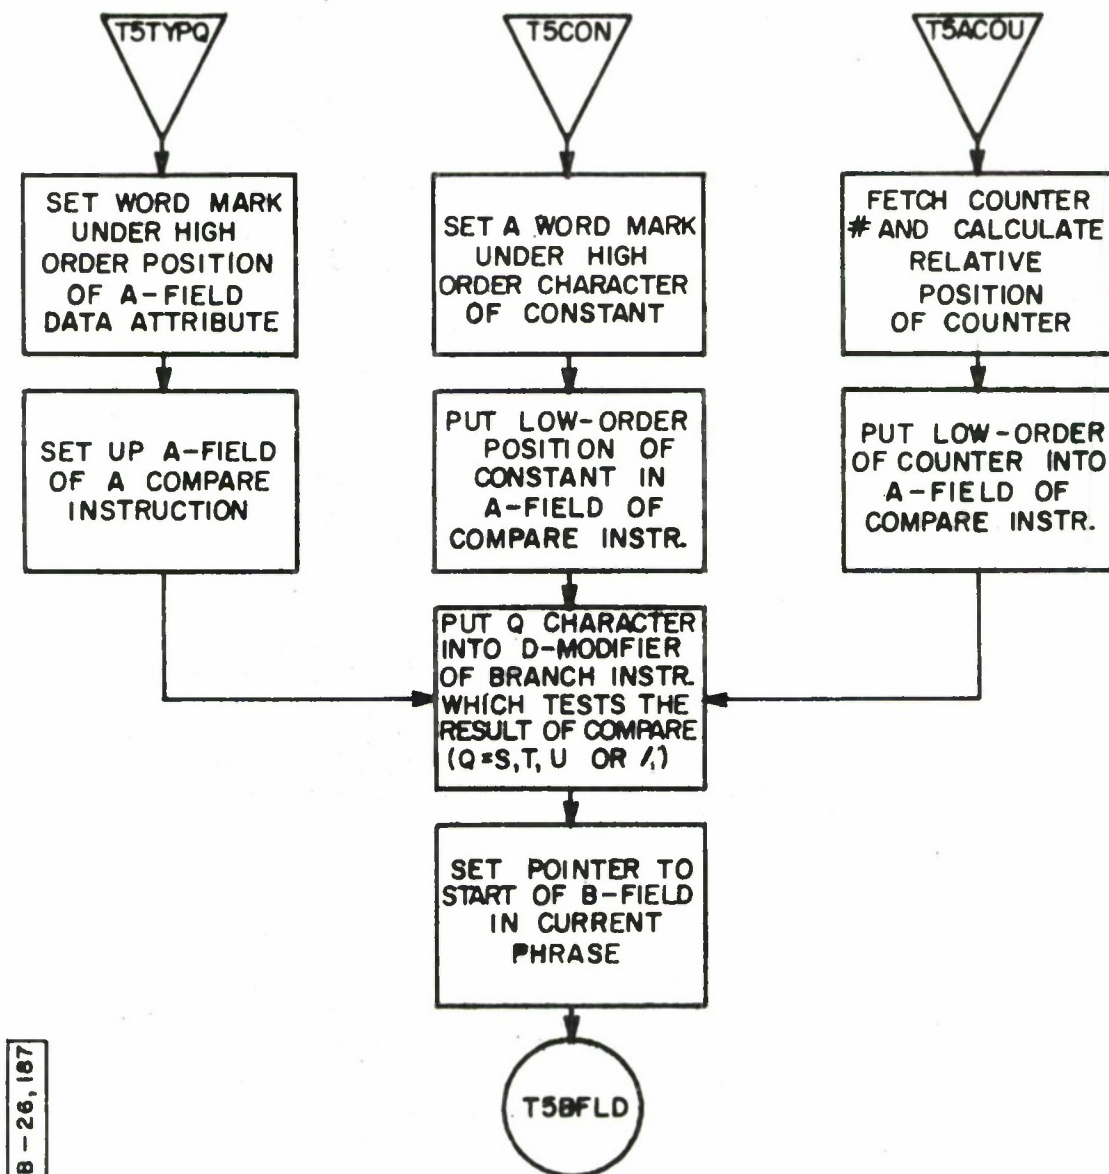 T5TYPQ
T5CON
T5ACOU
SET WORD MARK
UNDER HIGH
ORDER POSITION
OF A-FIELD
DATA ATTRIBUTE
SET A WORD MARK
UNDER HIGH
ORDER CHARACTER
OF CONSTANT
FETCH COUNTER
# AND CALCULATE
RELATIVE
POSITION
OF COUNTER
SET UP A-FIELD
OF A COMPARE
INSTRUCTION
PUT LOW-ORDER
POSITION OF
CONSTANT IN
A-FIELD OF
COMPARE INSTR.
PUT LOW-ORDER
OF COUNTER INTO
A-FIELD OF
COMPARE INSTR.
PUT Q CHARACTER
INTO D-MODIFIER
OF BRANCH INSTR.
WHICH TESTS THE
RESULT OF COMPARE
(Q=S,T, U OR /,)
SET POINTER TO
START OF B-FIELD
IN CURRENT
PHRASE
T5BFLD
B-26,187